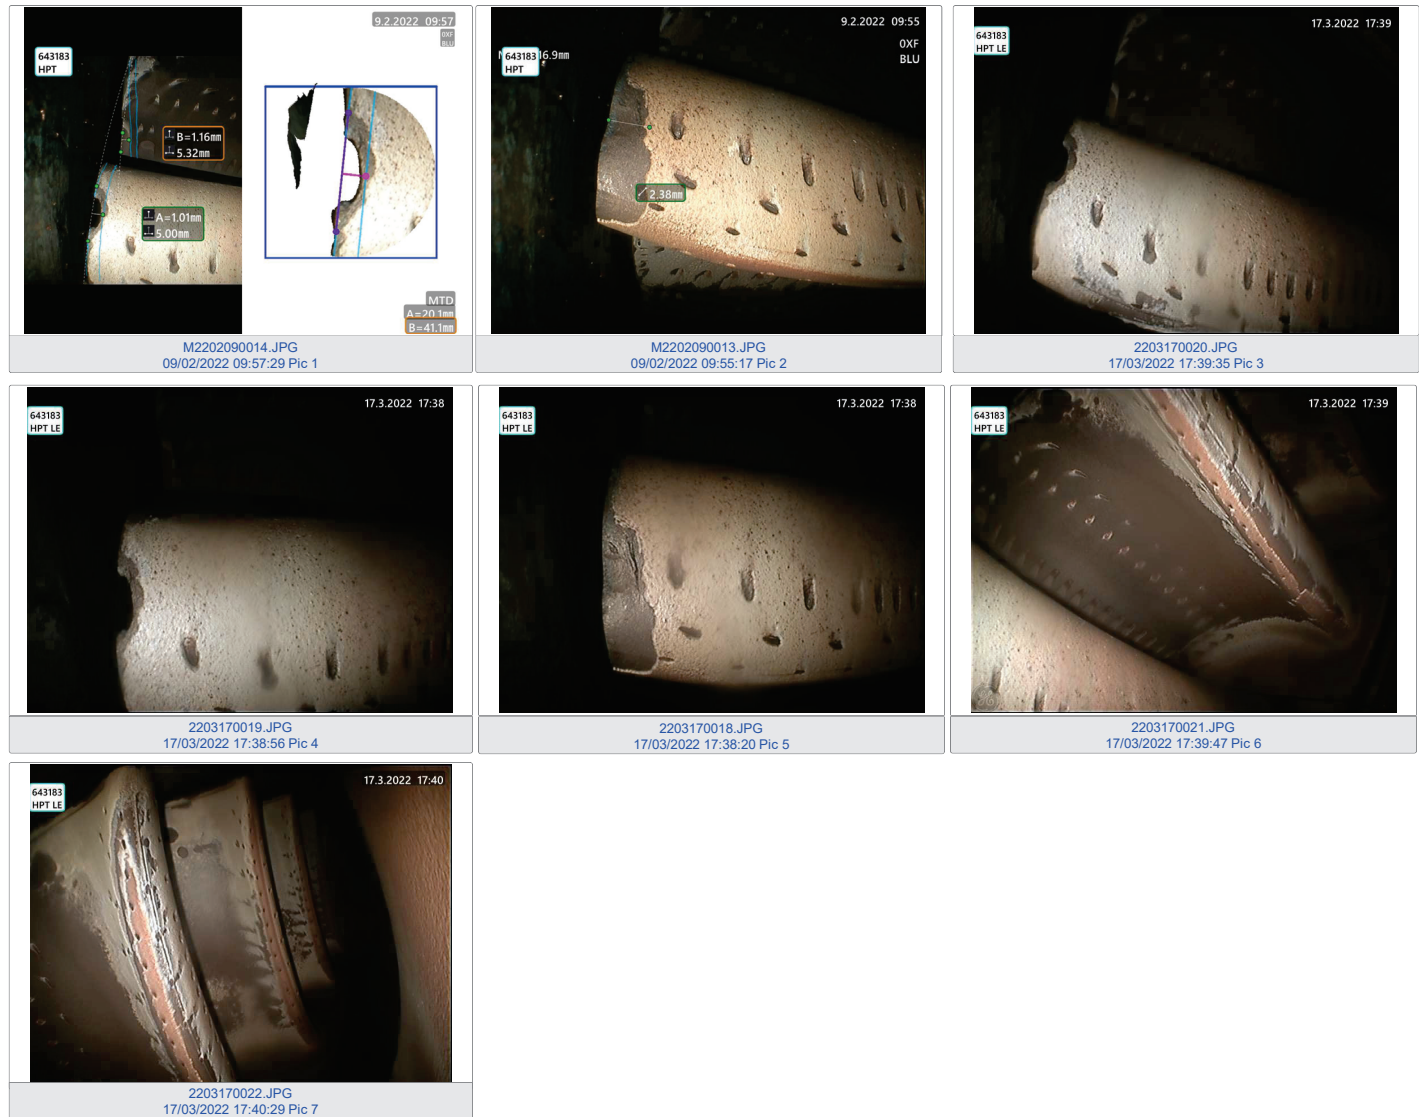 9.2.2022 09:57
0XF
BLU
643183
HPT
B=1.16mm
5.32mm
A=1.01mm
5.00mm
MTD
A=20.1mm
B=41.1mm
M2202090014.JPG
09/02/2022 09:57:29 Pic 1
9.2.2022 09:55
0XF
BLU
643183
HPT
16.9mm
2.38mm
M2202090013.JPG
09/02/2022 09:55:17 Pic 2
17.3.2022 17:39
643183
HPT LE
2203170020.JPG
17/03/2022 17:39:35 Pic 3
17.3.2022 17:38
643183
HPT LE
2203170019.JPG
17/03/2022 17:38:56 Pic 4
17.3.2022 17:38
643183
HPT LE
2203170018.JPG
17/03/2022 17:38:20 Pic 5
17.3.2022 17:39
643183
HPT LE
2203170021.JPG
17/03/2022 17:39:47 Pic 6
17.3.2022 17:40
643183
HPT LE
2203170022.JPG
17/03/2022 17:40:29 Pic 7